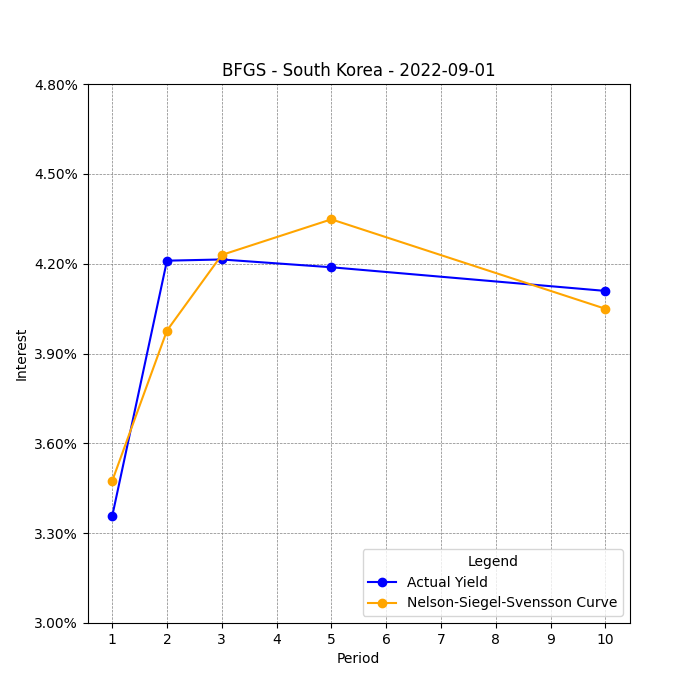 BFGS - South Korea - 2022-09-01
4.80%
4.50%
4.20%
3.90%
3.60%
3.30%
3.00%
Interest
1 2 3 4 5 6 7 8 9 10
Period
Legend
Actual Yield
Nelson-Siegel-Svensson Curve